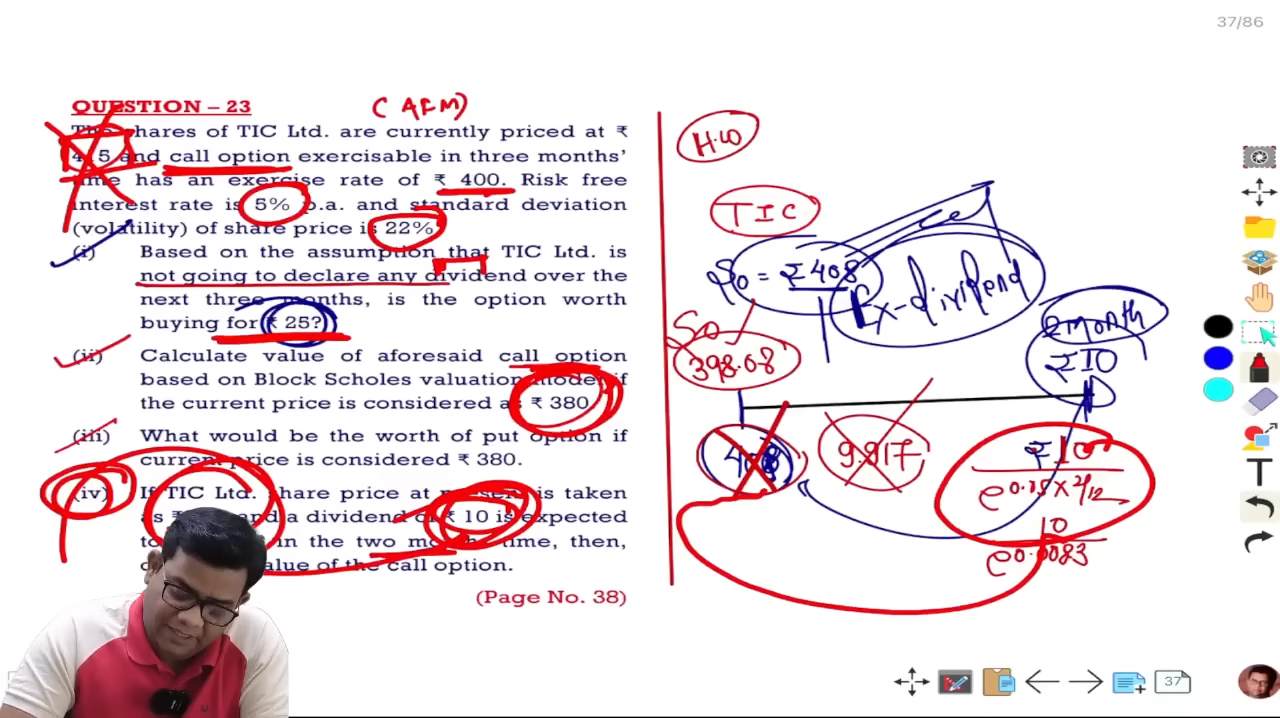 37/86
QUESTION – 23
(AFM)
The shares of TIC Ltd. are currently priced at ₹
415 and call option exercisable in three months'
time has an exercise rate of ₹ 400. Risk free
interest rate is 5% p.a. and standard deviation
(volatility) of share price is 22%
(i) Based on the assumption that TIC Ltd. is
not going to declare any dividend over the
next three months, is the option worth
buying for ₹ 25?
(ii) Calculate value of aforesaid call option
based on Block Scholes valuation model if
the current price is considered as ₹ 380
(iii) What would be the worth of put option if
current price is considered ₹ 380.
(iv) If TIC Ltd. share price at present is taken
as ₹ and a dividend of ₹ 10 is expected
in the two months time, then,
value of the call option.
(Page No. 38)
H.W
TIC
S0 = ₹408
Ex-dividend
S0
398.08
2 month
₹10
408
9.917
₹10
e0.05×2/12
10
e0.0083
T
37